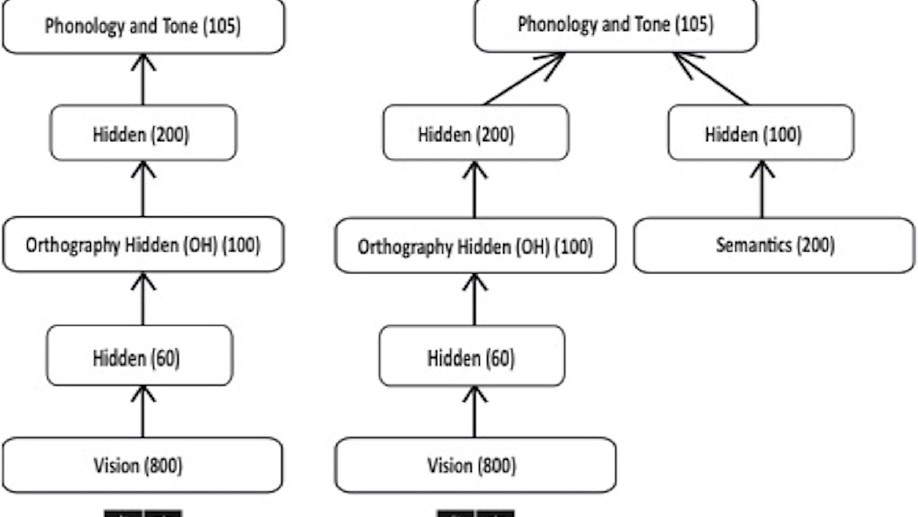 Phonology and Tone (105)
Hidden (200)
Orthography Hidden (OH) (100)
Hidden (60)
Vision (800)
Phonology and Tone (105)
Hidden (200)
Hidden (100)
Orthography Hidden (OH) (100)
Semantics (200)
Hidden (60)
Vision (800)